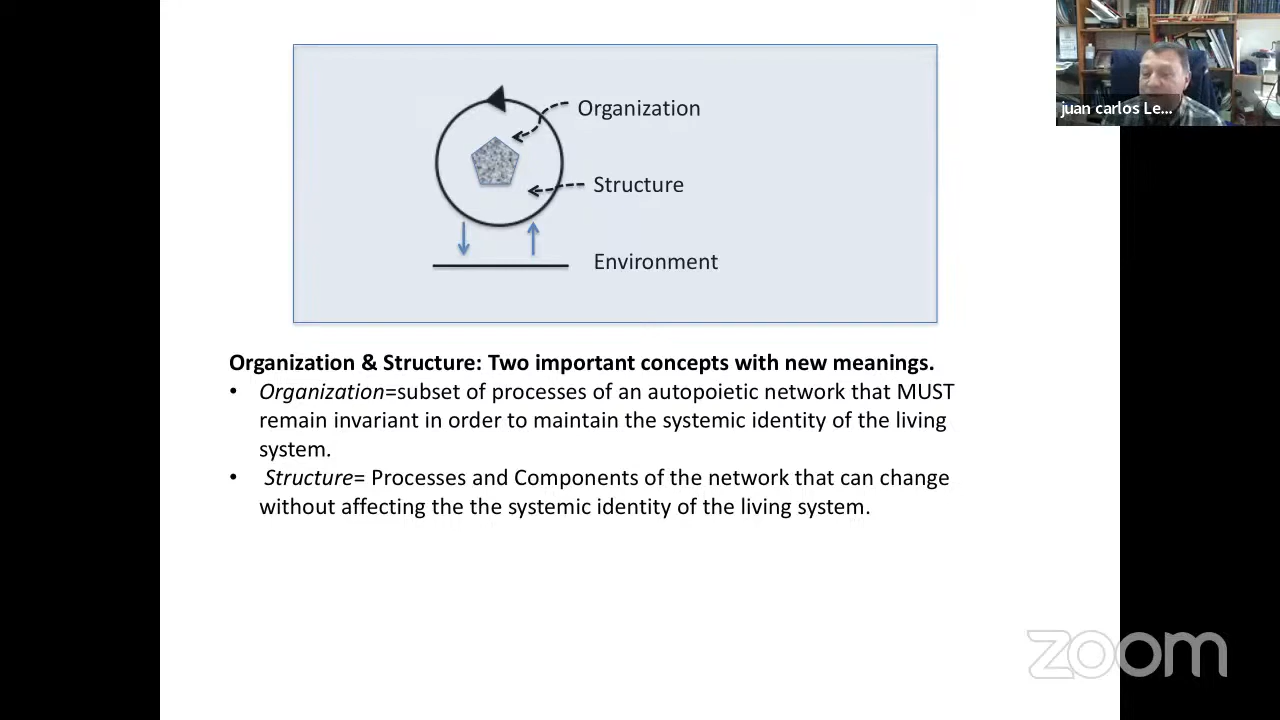 juan carlos Le...
Organization
Structure
Environment
Organization & Structure: Two important concepts with new meanings.
• Organization=subset of processes of an autopoietic network that MUST
remain invariant in order to maintain the systemic identity of the living
system.
• Structure= Processes and Components of the network that can change
without affecting the the systemic identity of the living system.
zoom